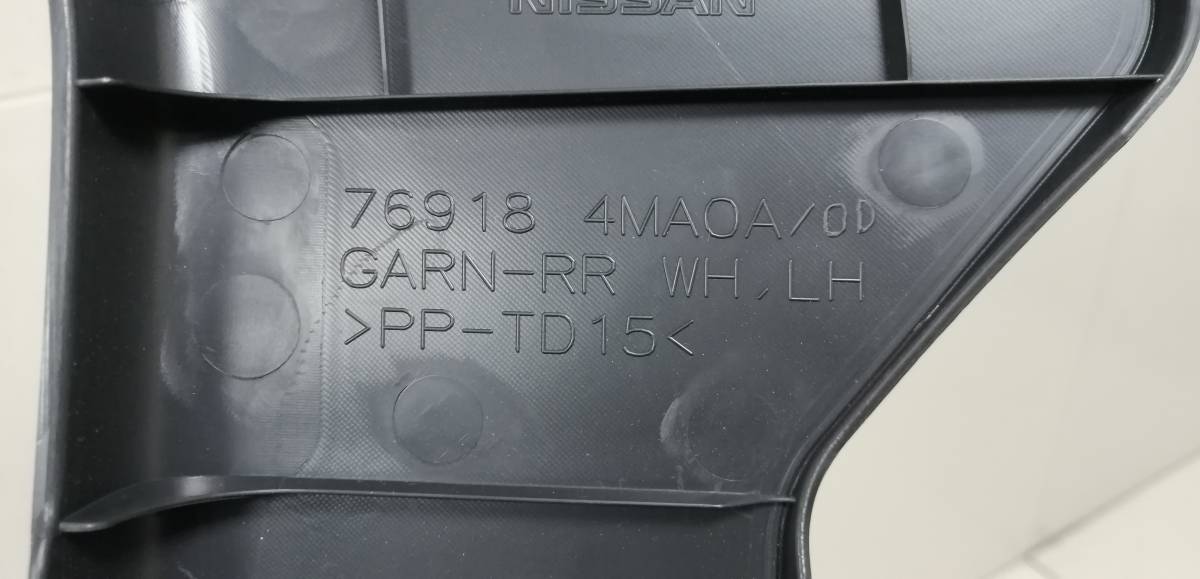 NISSAN
76918 4MA0A/0D
GARN-RR WH,LH
>PP-TD15<